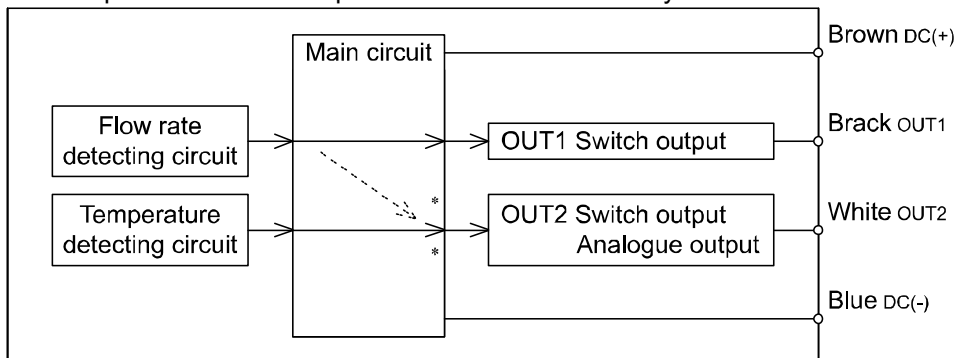 Main circuit
Brown DC(+)
Flow rate
detecting circuit
OUT1 Switch output
Brack OUT1
*
Temperature
detecting circuit
OUT2 Switch output
Analogue output
White OUT2
*
Blue DC(-)